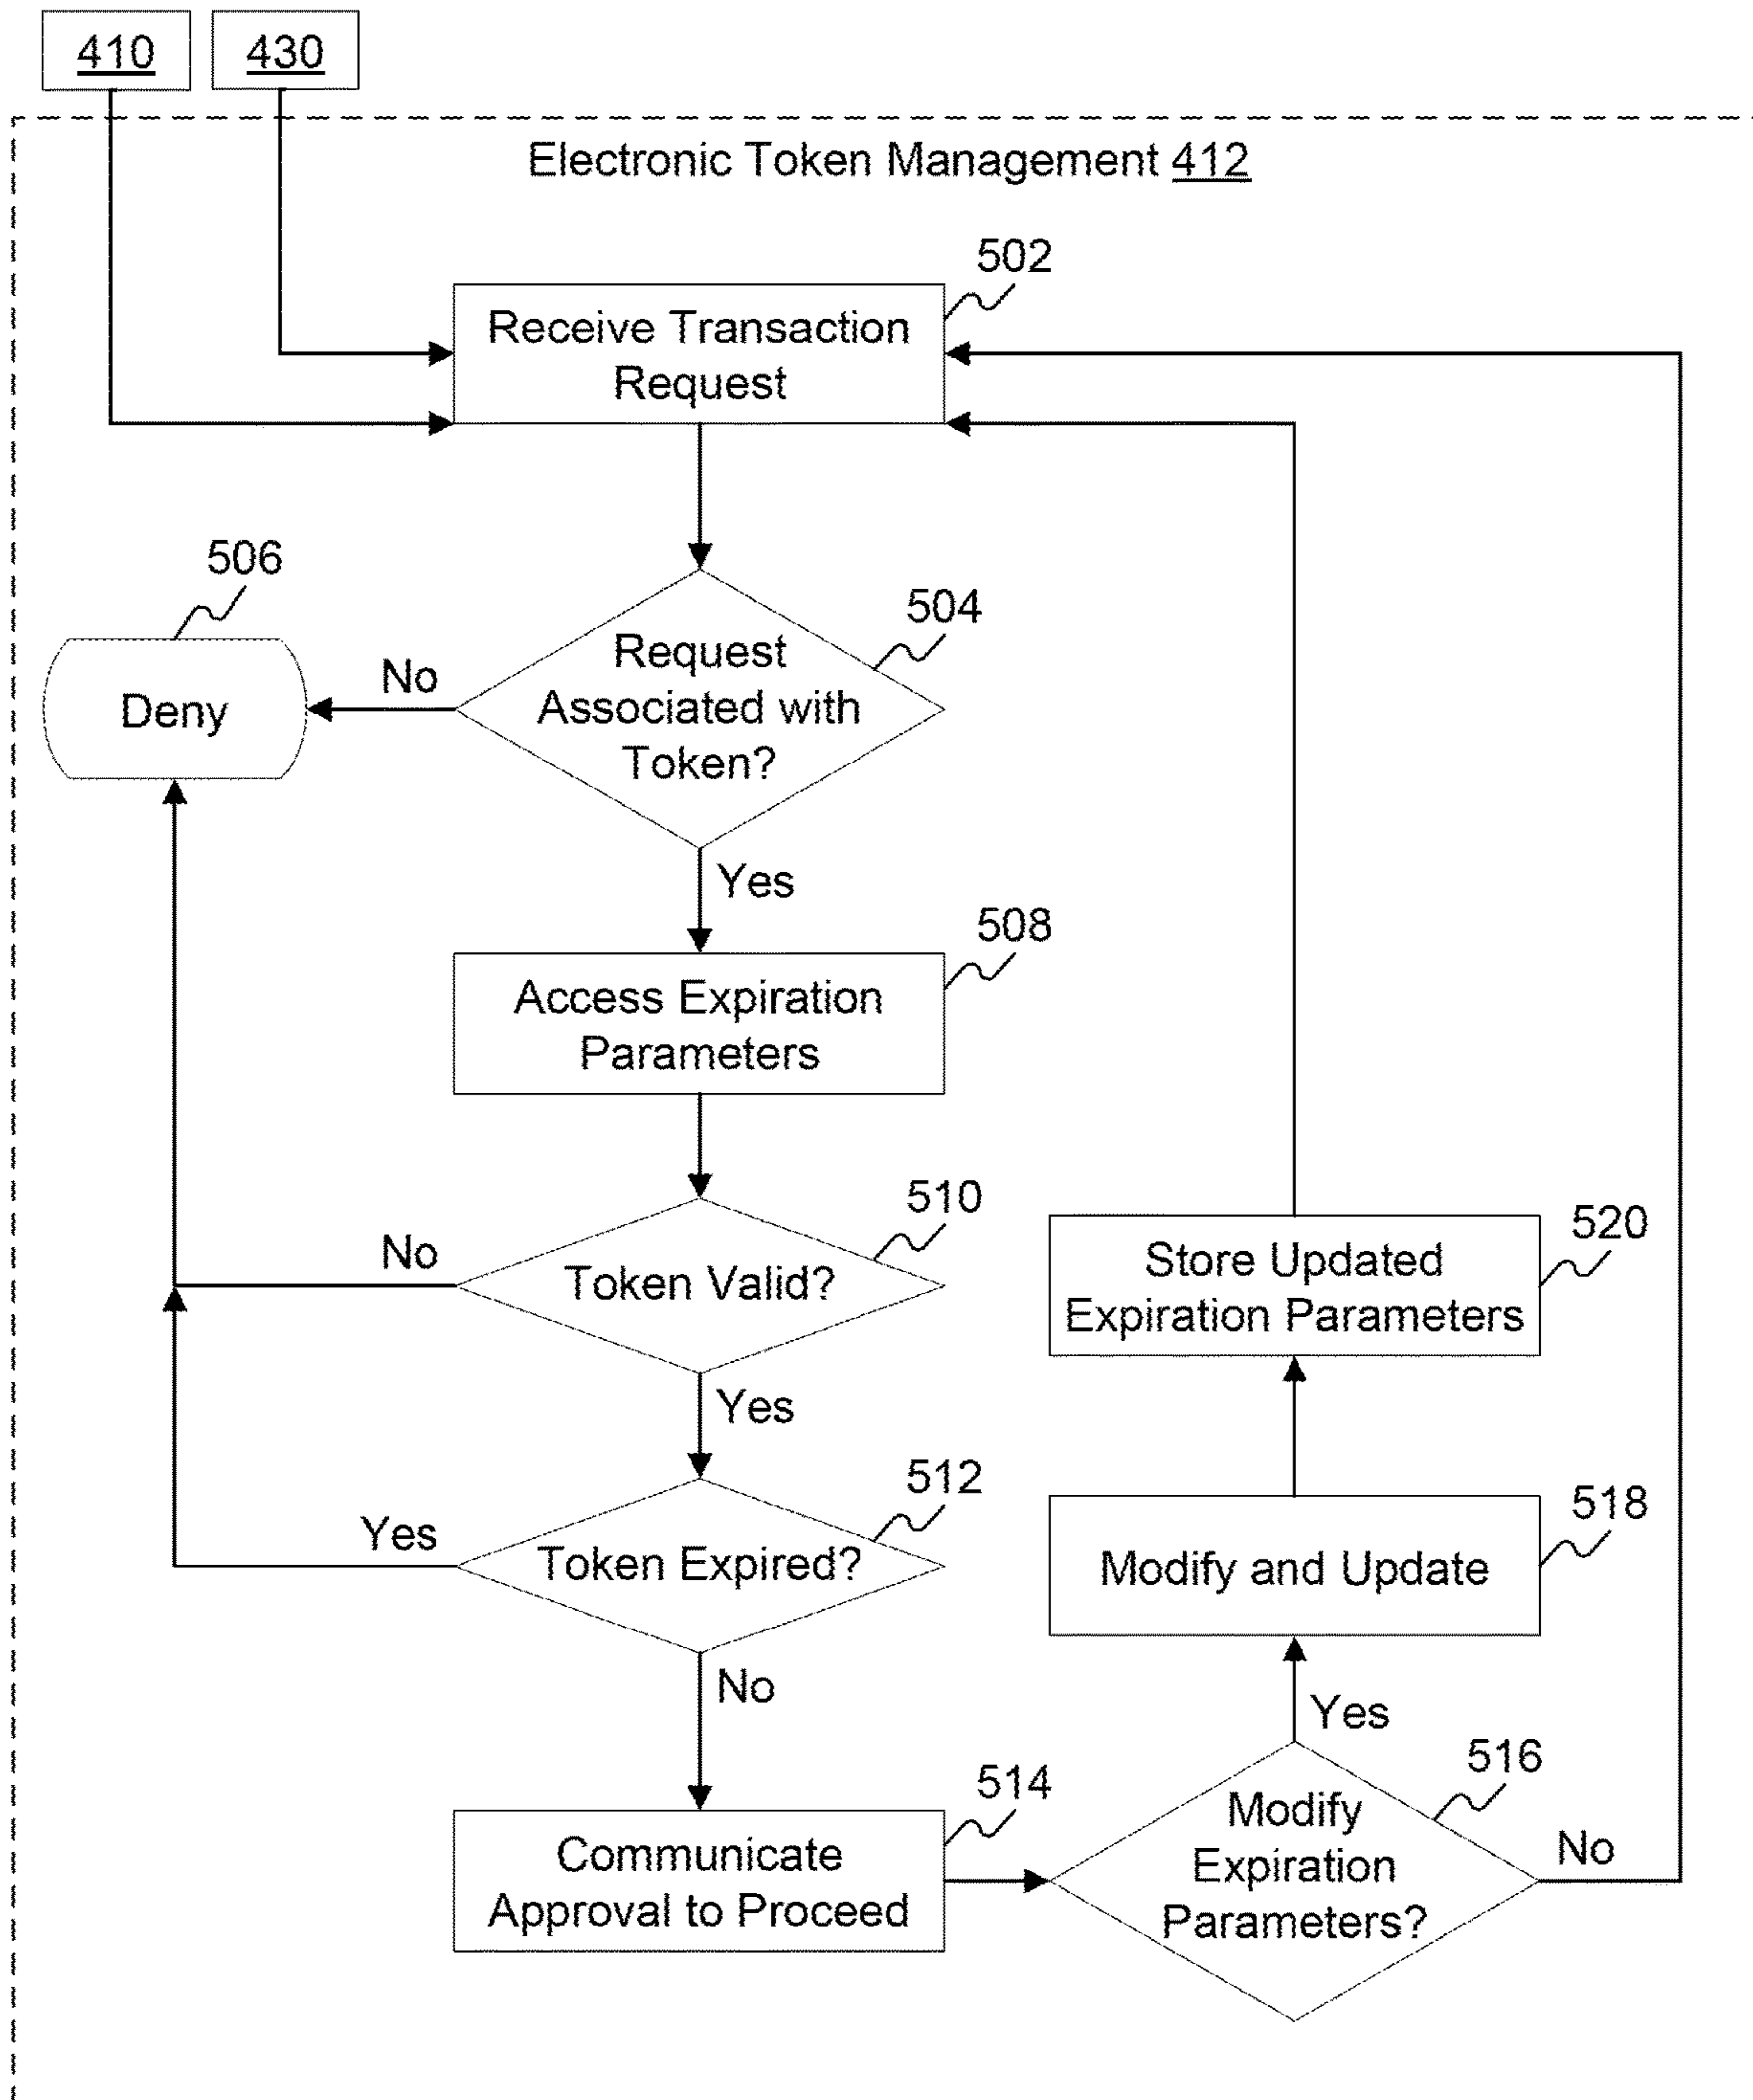 410
430
Electronic Token Management 412
502
Receive Transaction
Request
506
504
Deny
No
Request
Associated with
Token?
Yes
508
Access Expiration
Parameters
510
No
Token Valid?
520
Store Updated
Expiration Parameters
Yes
512
Yes
Token Expired?
518
Modify and Update
No
Yes
514
516
Communicate
Approval to Proceed
Modify
Expiration
Parameters?
No